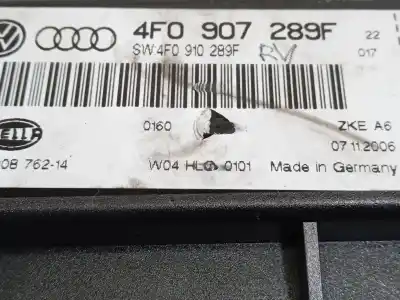 4F0 907 289F 22
SW:4F0 910 289F RV 017
HELLA 0160 ZKE A6
07.11.2006
08 762-14 W04 HLO 0101 Made in Germany